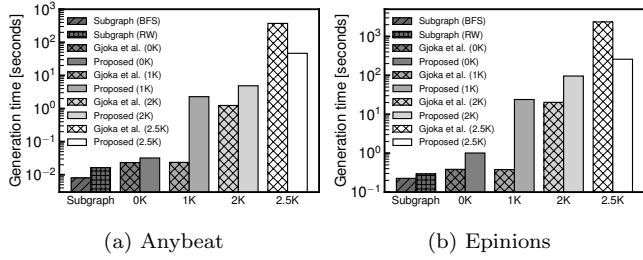 Generation time [seconds]
10³
10²
10¹
10⁰
10⁻¹
10⁻²
Subgraph (BFS)
Subgraph (RW)
Gjoka et al. (0K)
Proposed (0K)
Gjoka et al. (1K)
Proposed (1K)
Gjoka et al. (2K)
Proposed (2K)
Gjoka et al. (2.5K)
Proposed (2.5K)
Subgraph 0K 1K 2K 2.5K
(a) Anybeat
Generation time [seconds]
10³
10²
10¹
10⁰
10⁻¹
Subgraph (BFS)
Subgraph (RW)
Gjoka et al. (0K)
Proposed (0K)
Gjoka et al. (1K)
Proposed (1K)
Gjoka et al. (2K)
Proposed (2K)
Gjoka et al. (2.5K)
Proposed (2.5K)
Subgraph 0K 1K 2K 2.5K
(b) Epinions